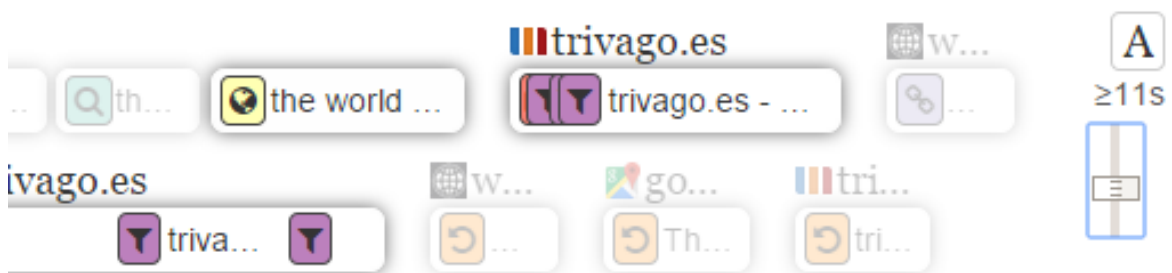 trivago.es w... A
... th... the world ... trivago.es - ... ... ≥11s
ivago.es w... go... tri...
triva... ... Th... tri...